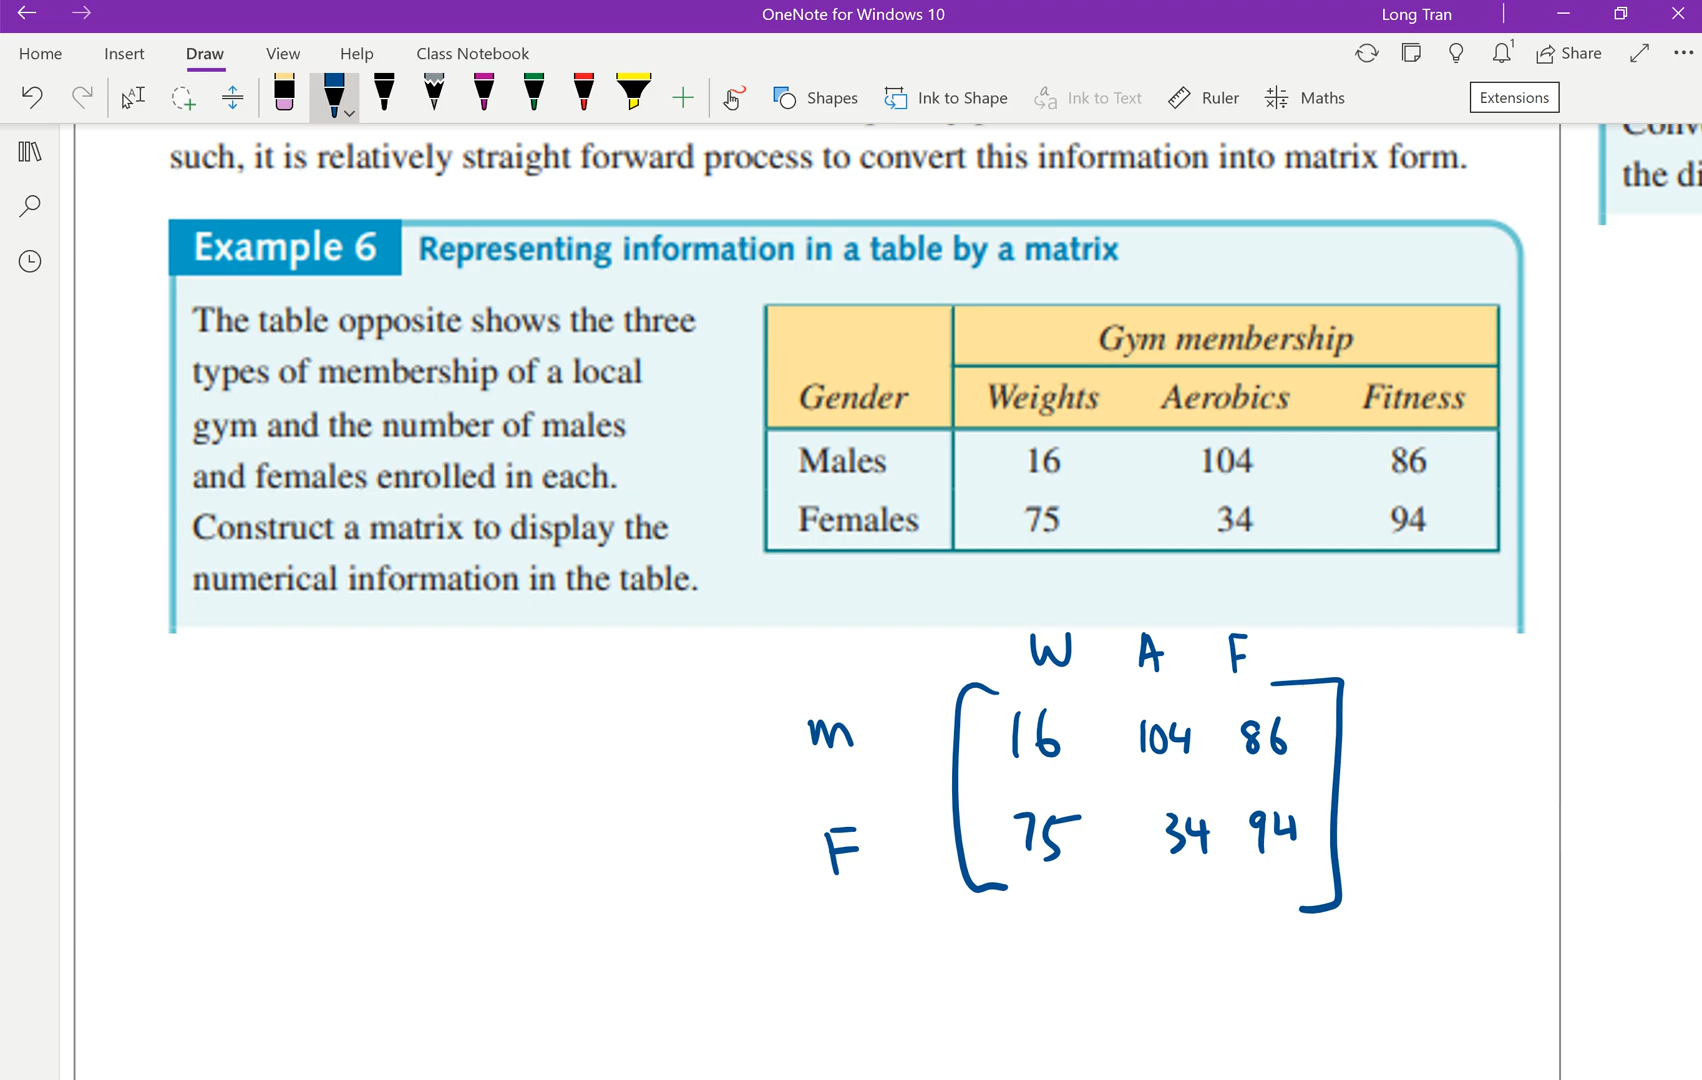 OneNote for Windows 10
Long Tran
Home Insert Draw View Help Class Notebook
1
Share
Shapes Ink to Shape Ink to Text Ruler Maths
Extensions
such, it is relatively straight forward process to convert this information into matrix form.
the di
Example 6 Representing information in a table by a matrix
The table opposite shows the three
types of membership of a local
gym and the number of males
and females enrolled in each.
Construct a matrix to display the
numerical information in the table.
Gym membership
Gender Weights Aerobics Fitness
Males 16 104 86
Females 75 34 94
W A F
m 16 104 86
F 75 34 94